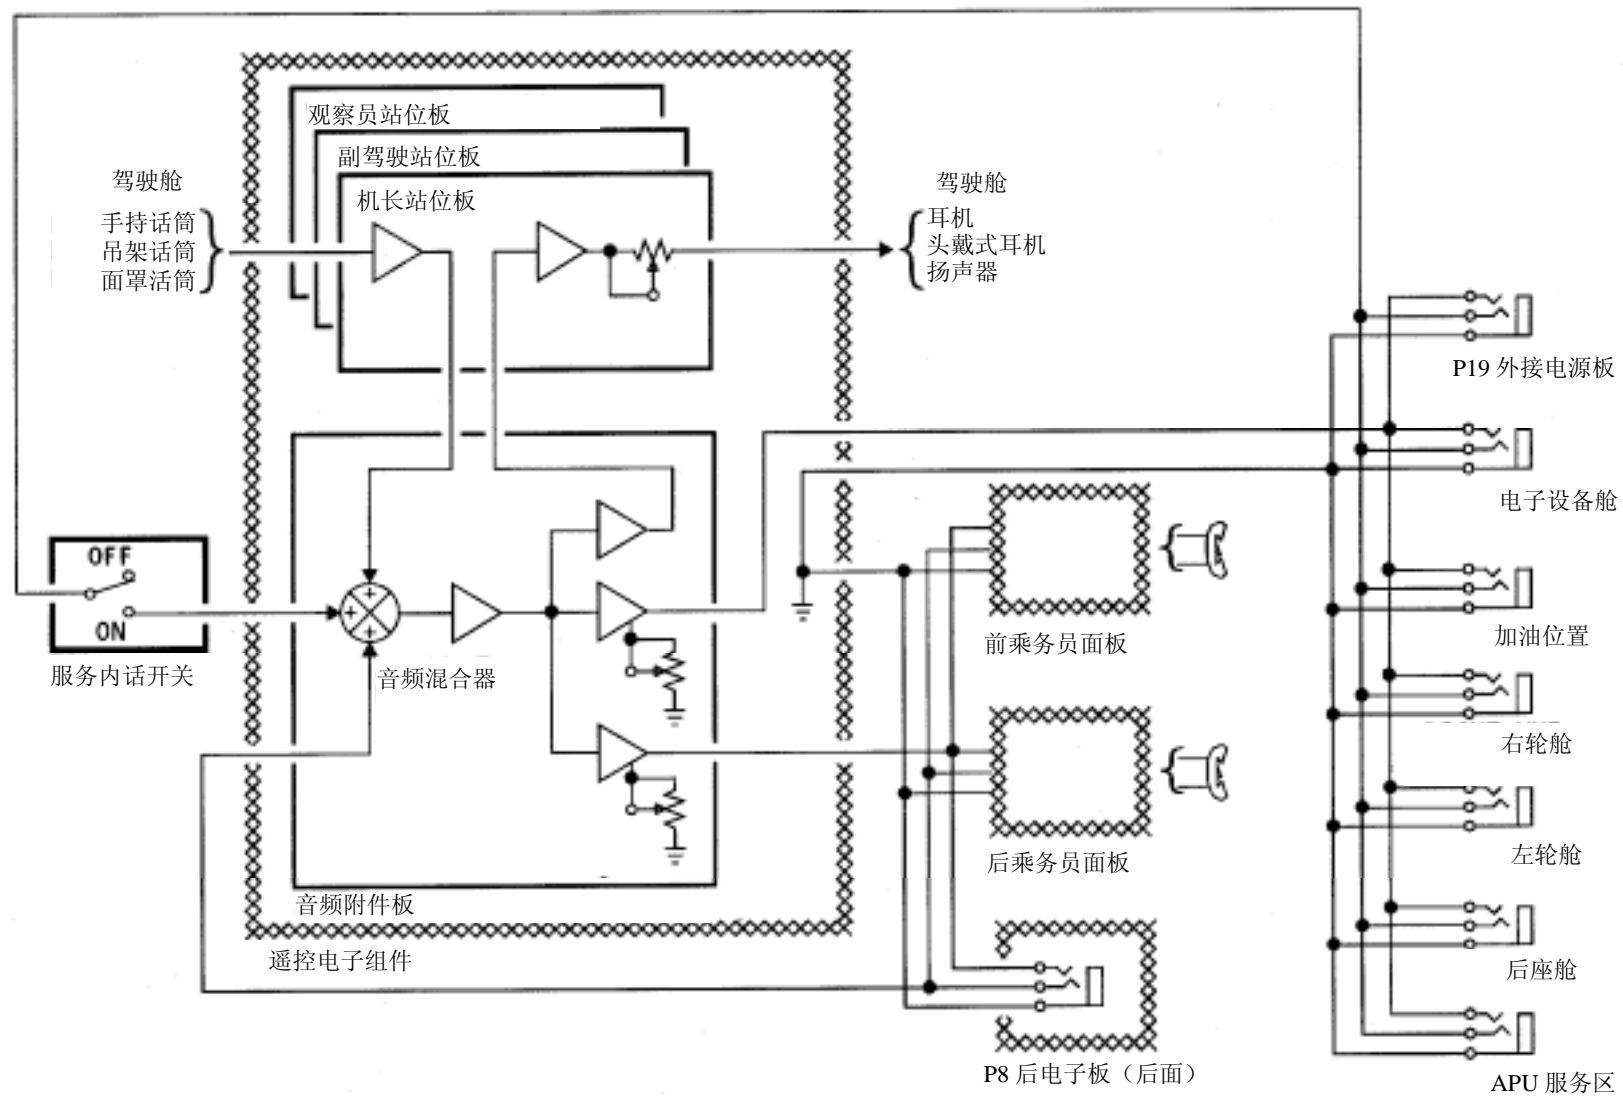 观察员站位板
副驾驶站位板
机长站位板
驾驶舱
手持话筒
吊架话筒
面罩活筒
驾驶舱
耳机
头戴式耳机
扬声器
P19 外接电源板
电子设备舱
OFF
ON
服务内话开关
音频混合器
前乘务员面板
加油位置
右轮舱
后乘务员面板
左轮舱
音频附件板
遥控电子组件
后座舱
P8 后电子板（后面）
APU 服务区